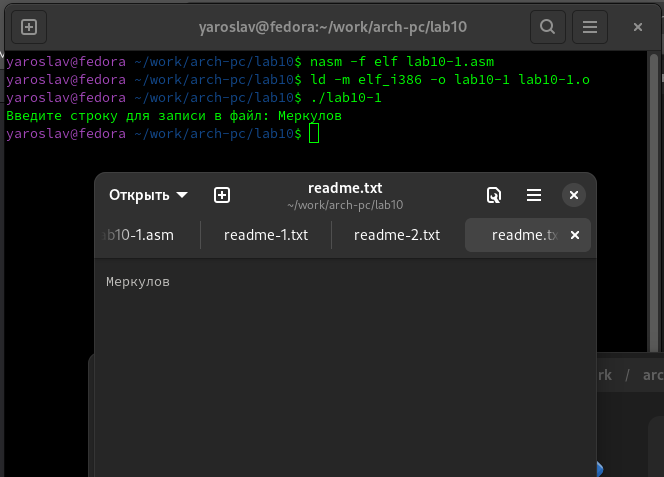 yaroslav@fedora:~/work/arch-pc/lab10
yaroslav@fedora ~/work/arch-pc/lab10$ nasm -f elf lab10-1.asm
yaroslav@fedora ~/work/arch-pc/lab10$ ld -m elf_i386 -o lab10-1 lab10-1.o
yaroslav@fedora ~/work/arch-pc/lab10$ ./lab10-1
Введите строку для записи в файл: Меркулов
yaroslav@fedora ~/work/arch-pc/lab10$
Открыть readme.txt
~/work/arch-pc/lab10
ab10-1.asm readme-1.txt readme-2.txt readme.tx
Меркулов
rk / arc